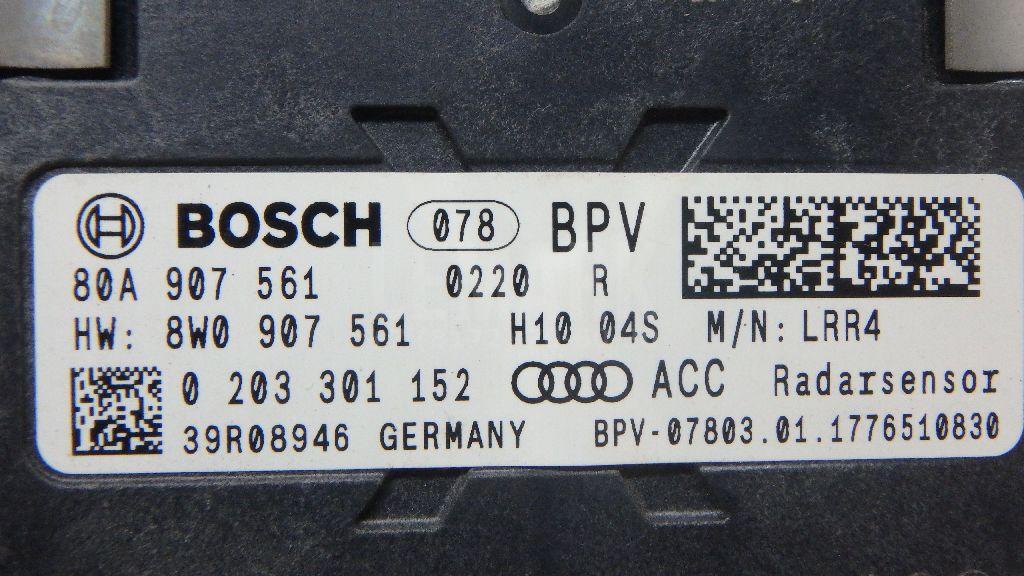 BOSCH 078 BPV
80A 907 561 0220 R
HW: 8W0 907 561 H10 04S M/N: LRR4
0 203 301 152 ACC Radarsensor
39R08946 GERMANY BPV-07803.01.1776510830